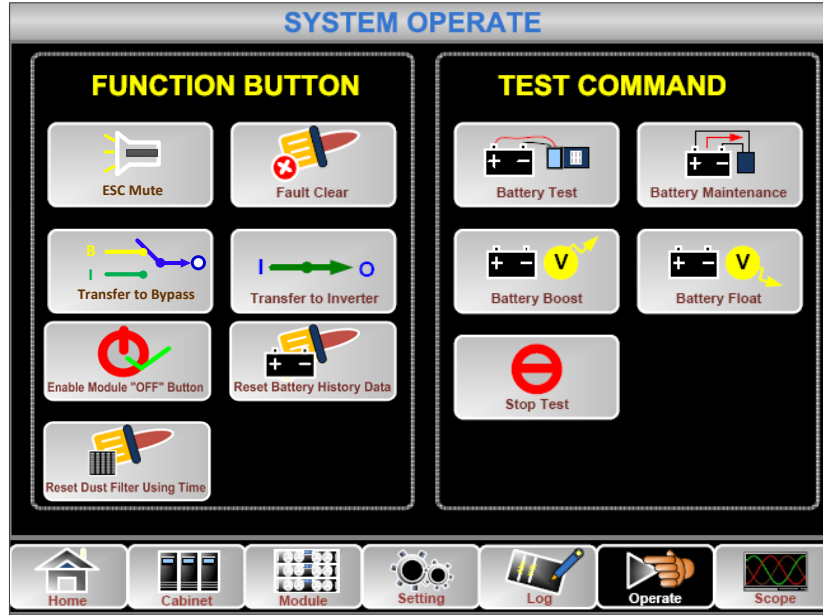 SYSTEM OPERATE
FUNCTION BUTTON
ESC Mute
Fault Clear
B
I
Transfer to Bypass
I O
Transfer to Inverter
Enable Module "OFF" Button
Reset Battery History Data
Reset Dust Filter Using Time
TEST COMMAND
Battery Test
Battery Maintenance
V
Battery Boost
V
Battery Float
Stop Test
Home
Cabinet
Module
Setting
Log
Operate
Scope